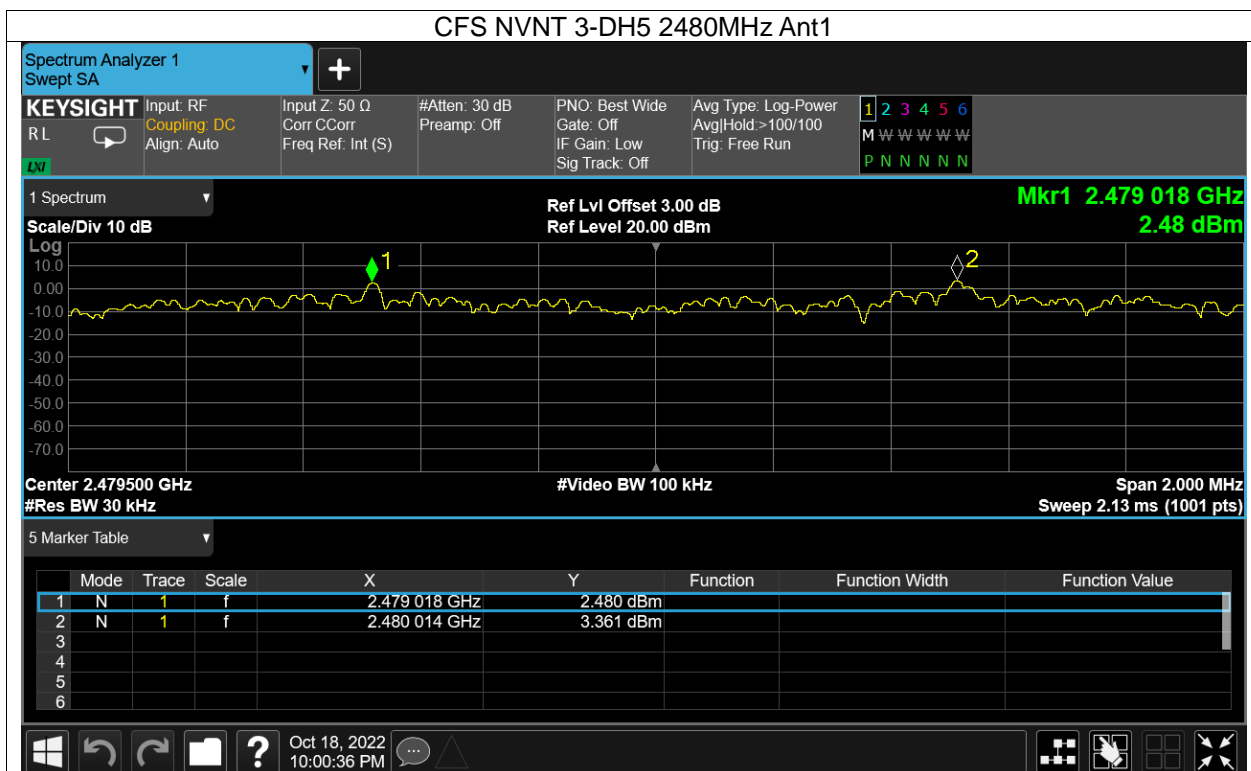 CFS NVNT 3-DH5 2480MHz Ant1
Spectrum Analyzer 1
Swept SA
KEYSIGHT
R L
LXI
Input: RF
Coupling: DC
Align: Auto
Input Z: 50 Ω
Corr CCorr
Freq Ref: Int (S)
#Atten: 30 dB
Preamp: Off
PNO: Best Wide
Gate: Off
IF Gain: Low
Sig Track: Off
Avg Type: Log-Power
Avg|Hold:>100/100
Trig: Free Run
1 2 3 4 5 6
M W W W W W
P N N N N N
1 Spectrum
Scale/Div 10 dB
Ref Lvl Offset 3.00 dB
Ref Level 20.00 dBm
Mkr1 2.479 018 GHz
2.48 dBm
Log
10.0
0.00
-10.0
-20.0
-30.0
-40.0
-50.0
-60.0
-70.0
1
2
Center 2.479500 GHz
#Res BW 30 kHz
#Video BW 100 kHz
Span 2.000 MHz
Sweep 2.13 ms (1001 pts)
5 Marker Table
Mode Trace Scale X Y Function Function Width Function Value
1 N 1 f 2.479 018 GHz 2.480 dBm
2 N 1 f 2.480 014 GHz 3.361 dBm
3
4
5
6
?
Oct 18, 2022
10:00:36 PM